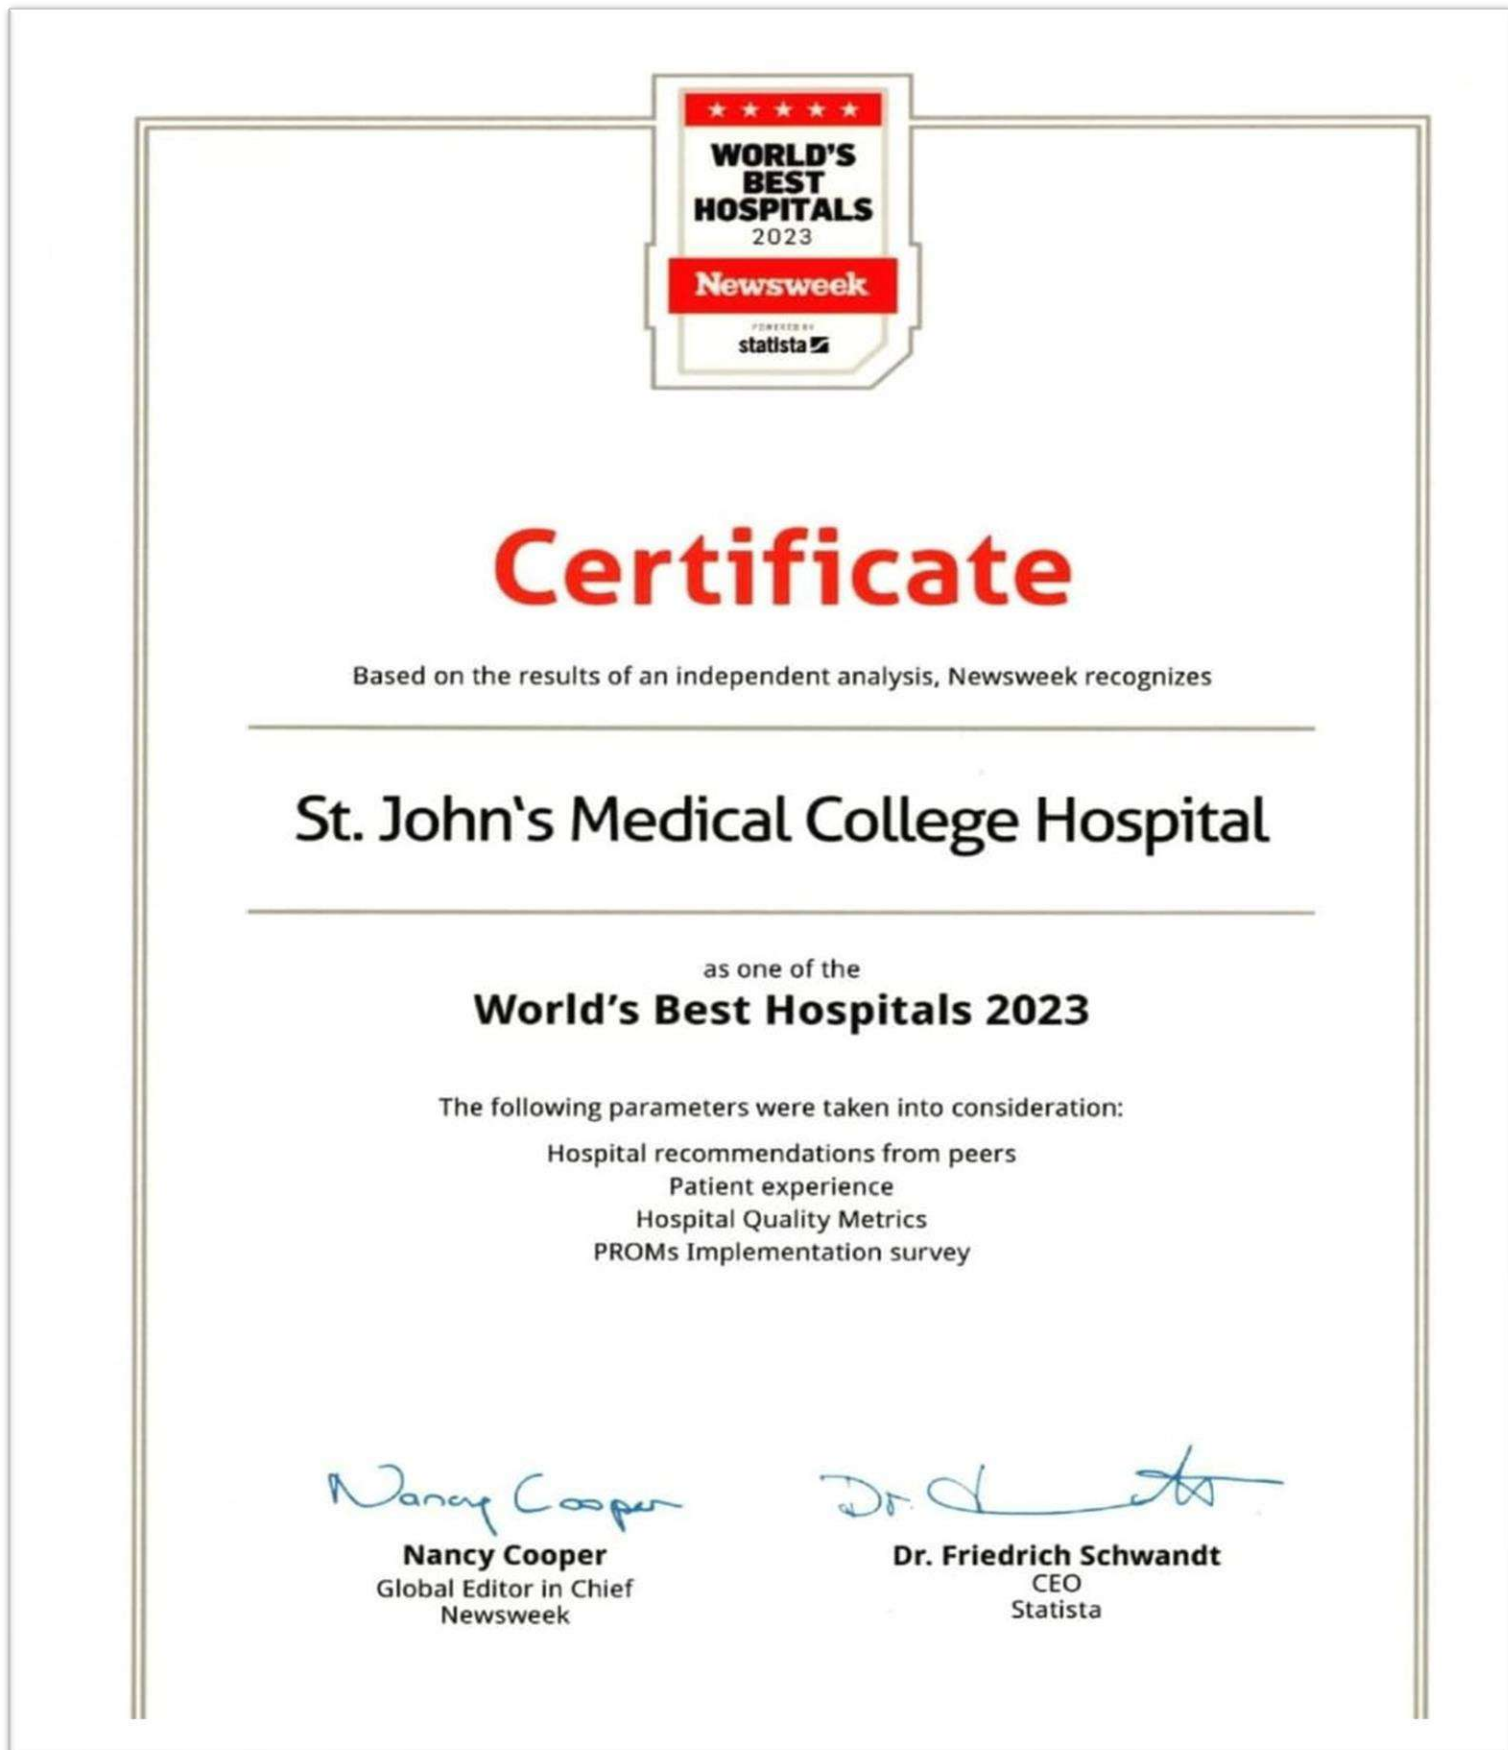 ★ ★ ★ ★ ★
WORLD'S
BEST
HOSPITALS
2023
Newsweek
POWERED BY
statista
Certificate
Based on the results of an independent analysis, Newsweek recognizes
St. John‛s Medical College Hospital
as one of the
World’s Best Hospitals 2023
The following parameters were taken into consideration:
Hospital recommendations from peers
Patient experience
Hospital Quality Metrics
PROMs Implementation survey
Nancy Cooper
Dr.
Nancy Cooper
Global Editor in Chief
Newsweek
Dr. Friedrich Schwandt
CEO
Statista